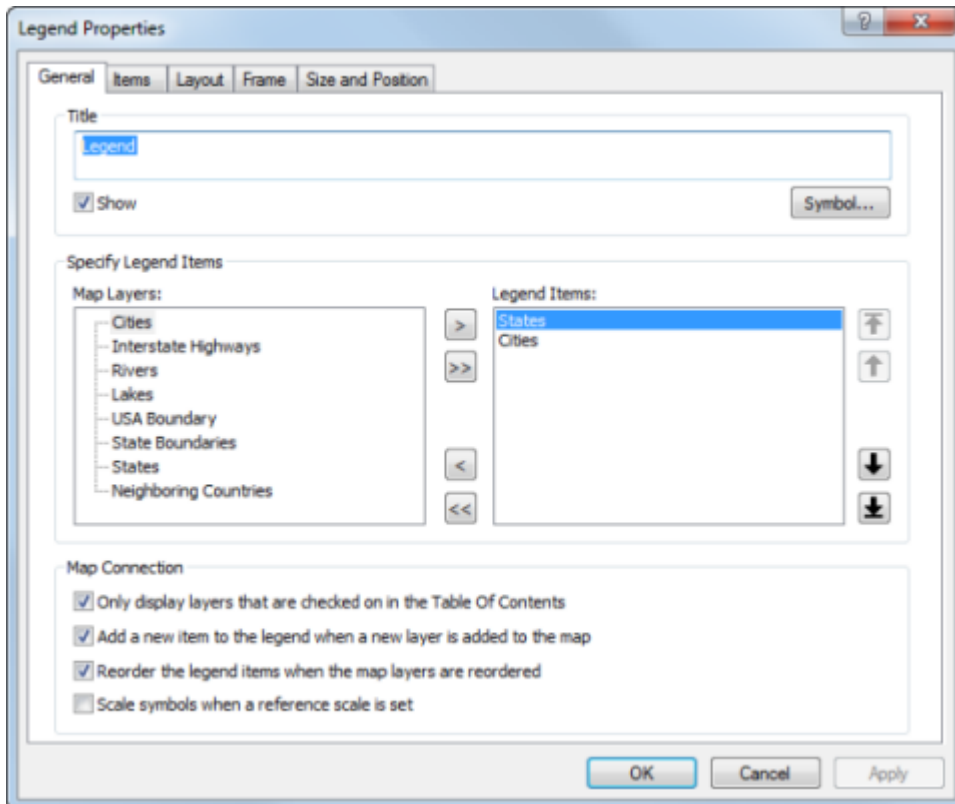 Legend Properties
General Items Layout Frame Size and Position
Title
Legend
Show
Symbol...
Specify Legend Items
Map Layers:
Cities
Interstate Highways
Rivers
Lakes
USA Boundary
State Boundaries
States
Neighboring Countries
>
>>
<
<<
Legend Items:
States
Cities
Map Connection
Only display layers that are checked on in the Table Of Contents
Add a new item to the legend when a new layer is added to the map
Reorder the legend items when the map layers are reordered
Scale symbols when a reference scale is set
OK Cancel Apply